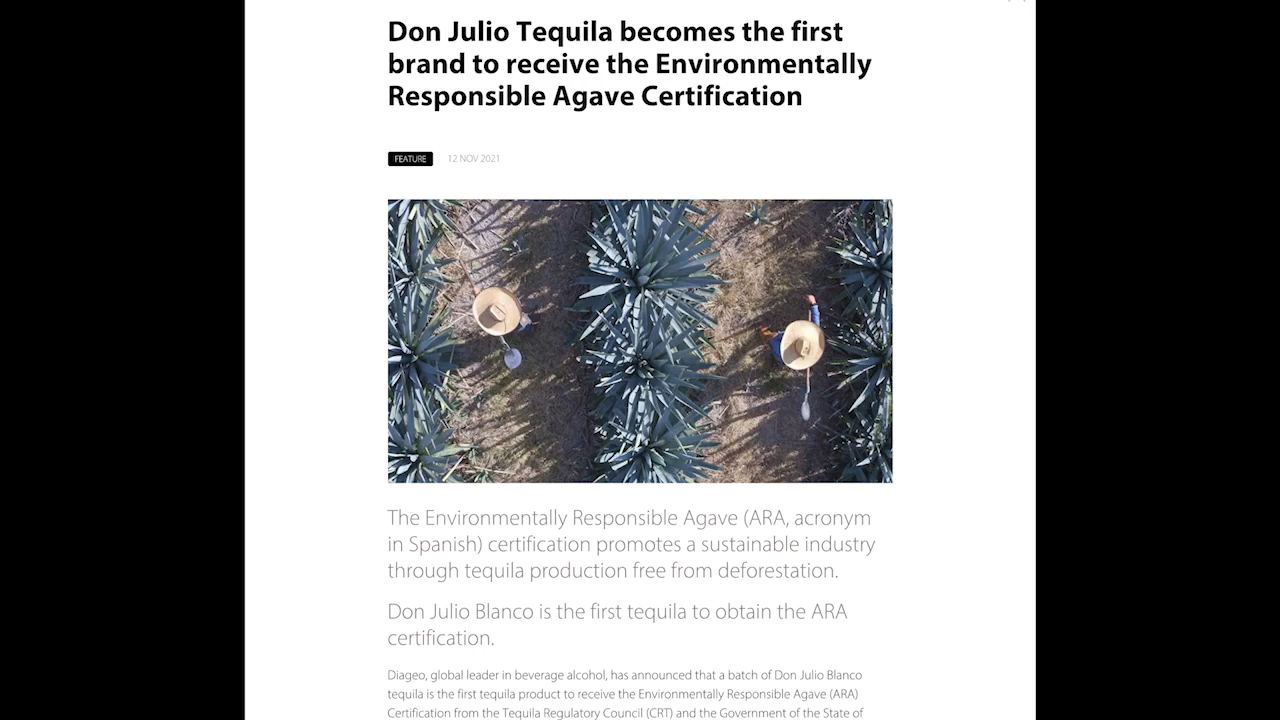 Don Julio Tequila becomes the first
brand to receive the Environmentally
Responsible Agave Certification
FEATURE 12 NOV 2021
The Environmentally Responsible Agave (ARA, acronym
in Spanish) certification promotes a sustainable industry
through tequila production free from deforestation.
Don Julio Blanco is the first tequila to obtain the ARA
certification.
Diageo, global leader in beverage alcohol, has announced that a batch of Don Julio Blanco
tequila is the first tequila product to receive the Environmentally Responsible Agave (ARA)
Certification from the Tequila Regulatory Council (CRT) and the Government of the State of